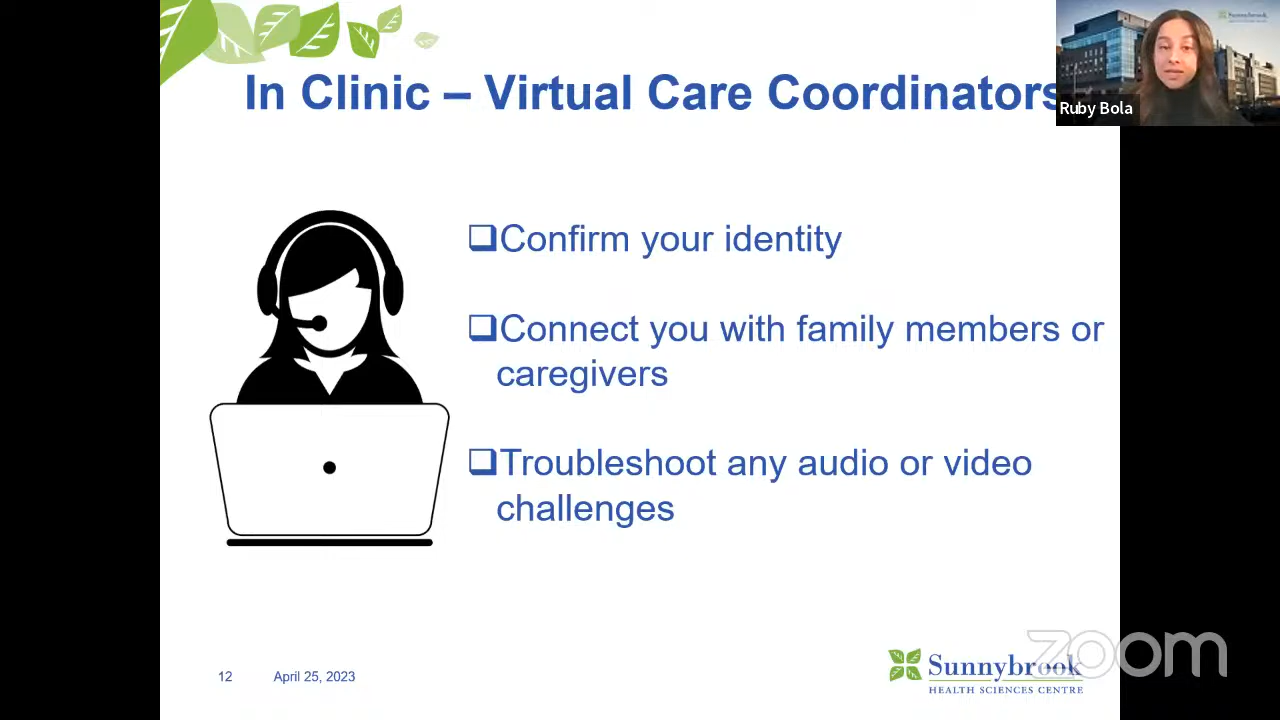 In Clinic – Virtual Care Coordinators
Sunnybrook
Ruby Bola
Confirm your identity
Connect you with family members or
caregivers
Troubleshoot any audio or video
challenges
12 April 25, 2023
Sunnybrook
HEALTH SCIENCES CENTRE
zoom